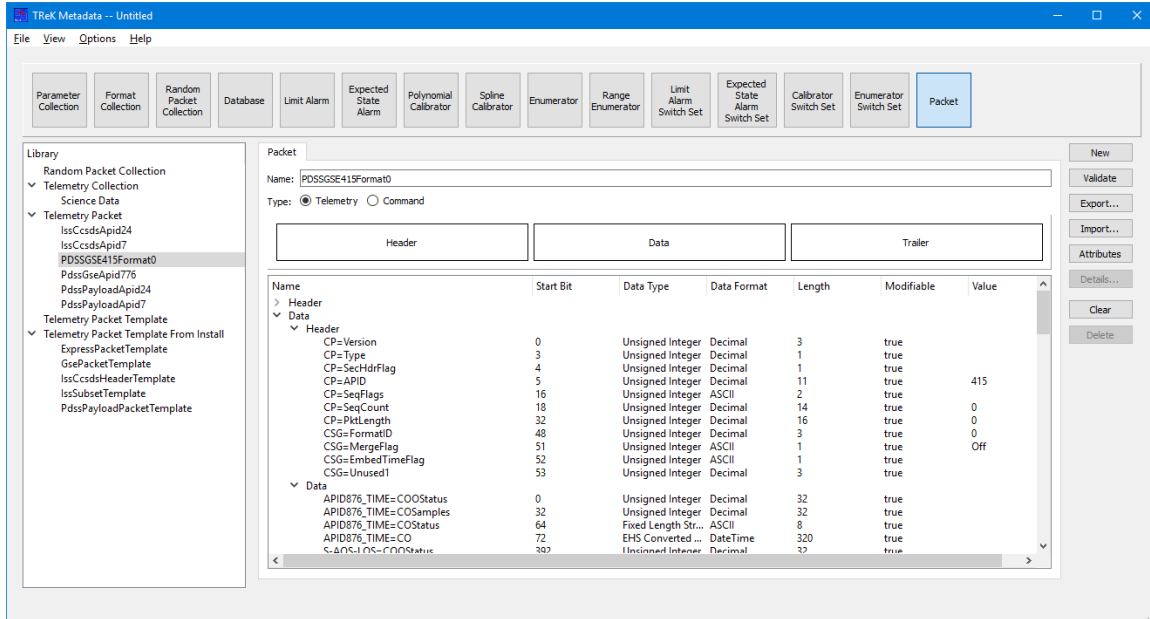 TReK Metadata -- Untitled
File View Options Help
Parameter Collection
Format Collection
Random Packet Collection
Database
Limit Alarm
Expected State Alarm
Polynomial Calibrator
Spline Calibrator
Enumerator
Range Enumerator
Limit Alarm Switch Set
Expected State Alarm Switch Set
Calibrator Switch Set
Enumerator Switch Set
Packet
Library
Random Packet Collection
Telemetry Collection
Science Data
Telemetry Packet
IssCcsdsApid24
IssCcsdsApid7
PDSSGSE415Format0
PdssGseApid776
PdssPayloadApid24
PdssPayloadApid7
Telemetry Packet Template
Telemetry Packet Template From Install
ExpressPacketTemplate
GsePacketTemplate
IssCcsdsHeaderTemplate
IssSubsetTemplate
PdssPayloadPacketTemplate
Packet
Name: PDSSGSE415Format0
Type: Telemetry Command
Header Data Trailer
Name Start Bit Data Type Data Format Length Modifiable Value
Header
Data
Header
CP=Version 0 Unsigned Integer Decimal 3 true
CP=Type 3 Unsigned Integer Decimal 1 true
CP=SecHdrFlag 4 Unsigned Integer Decimal 1 true
CP=APID 5 Unsigned Integer Decimal 11 true 415
CP=SeqFlags 16 Unsigned Integer ASCII 2 true
CP=SeqCount 18 Unsigned Integer Decimal 14 true 0
CP=PktLength 32 Unsigned Integer Decimal 16 true 0
CSG=FormatID 48 Unsigned Integer Decimal 3 true 0
CSG=MergeFlag 51 Unsigned Integer ASCII 1 true Off
CSG=EmbedTimeFlag 52 Unsigned Integer ASCII 1 true
CSG=Unused1 53 Unsigned Integer Decimal 3 true
Data
APID876_TIME=COOStatus 0 Unsigned Integer Decimal 32 true
APID876_TIME=COSamples 32 Unsigned Integer Decimal 32 true
APID876_TIME=COStatus 64 Fixed Length Str... ASCII 8 true
APID876_TIME=CO 72 EHS Converted ... DateTime 320 true
S-AOS-LOS=COOStatus 392 Unsigned Integer Decimal 32 true
New
Validate
Export...
Import...
Attributes
Details...
Clear
Delete